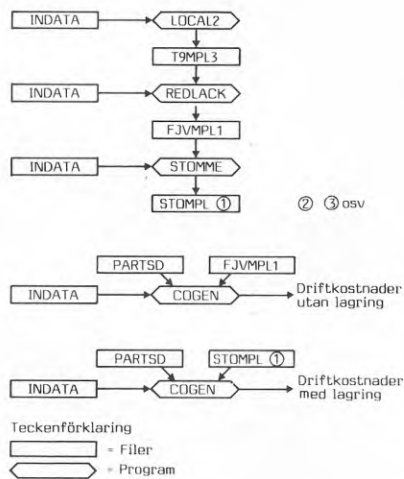 INDATA LOCAL2
T9MPL3
INDATA REDLACK
FJVMPL1
INDATA STOMME
STOMPL ① ② ③ osv
PARTSD FJVMPL1
INDATA COGEN Driftkostnader
utan lagring
PARTSD STOMPL ①
INDATA COGEN Driftkostnader
med lagring
Teckenförklaring
= Filer
= Program